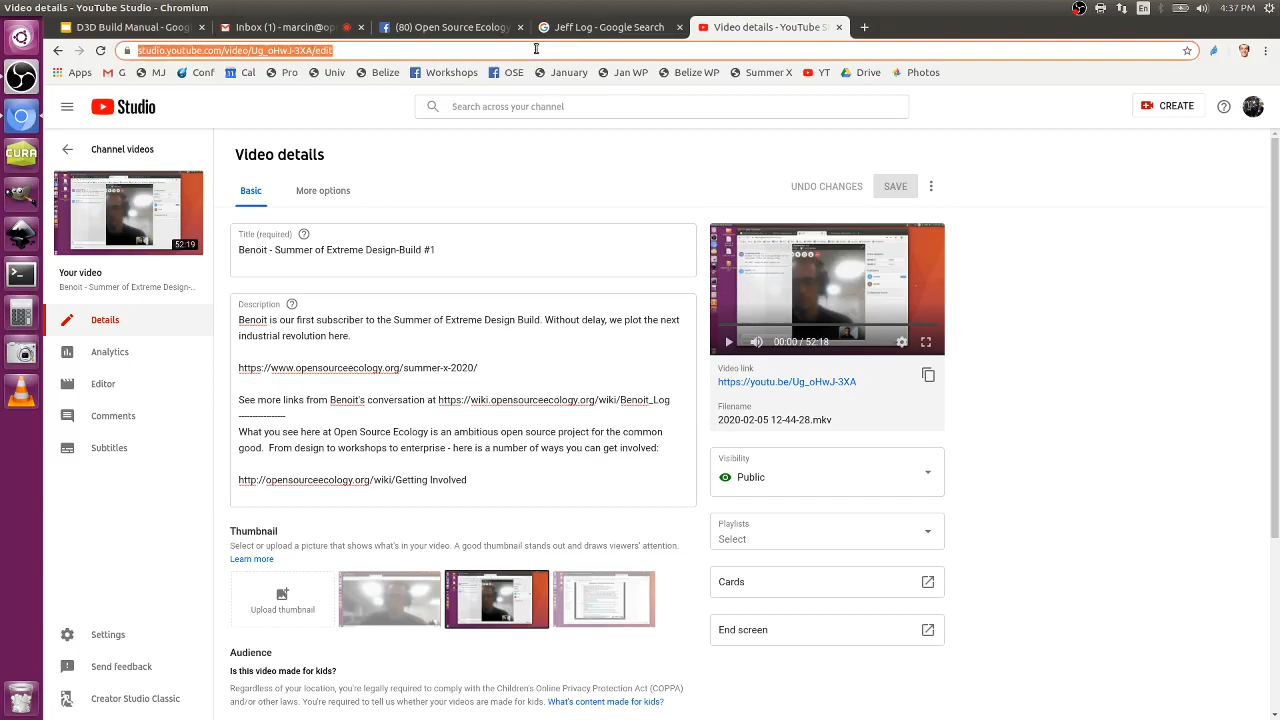 Video details - YouTube Studio - Chromium
4:37 PM
D3D Build Manual
Inbox (1) - marcin@op
(80) Open Source Ecology
Jeff Log - Google Search
Video details - YouTube S
studio.youtube.com/video/Ug_oHwJ-3XA/edit
Apps
G
MJ
Conf
Cal
Pro
Univ
Belize
Workshops
OSE
January
Jan WP
Belize WP
Summer X
YT
Drive
Photos
Studio
Search across your channel
CREATE
Channel videos
52:19
Your video
Benoit - Summer of Extreme Design-...
Details
Analytics
Editor
Comments
Subtitles
Settings
Send feedback
Creator Studio Classic
Video details
Basic
More options
UNDO CHANGES
SAVE
Title (required)
Benoit - Summer of Extreme Design-Build #1
Description
Benoit is our first subscriber to the Summer of Extreme Design Build. Without delay, we plot the next
industrial revolution here.
https://www.opensourceecology.org/summer-x-2020/
See more links from Benoit's conversation at https://wiki.opensourceecology.org/wiki/Benoit_Log
-----------------
What you see here at Open Source Ecology is an ambitious open source project for the common
good. From design to workshops to enterprise - here is a number of ways you can get involved:
http://opensourceecology.org/wiki/Getting Involved
Thumbnail
Select or upload a picture that shows what's in your video. A good thumbnail stands out and draws viewers' attention.
Learn more
Upload thumbnail
Audience
Is this video made for kids?
Regardless of your location, you're legally required to comply with the Children's Online Privacy Protection Act (COPPA)
and/or other laws. You're required to tell us whether your videos are made for kids. What's content made for kids?
00:00 / 52:18
Video link
https://youtu.be/Ug_oHwJ-3XA
Filename
2020-02-05 12-44-28.mkv
Visibility
Public
Playlists
Select
Cards
End screen
CURA